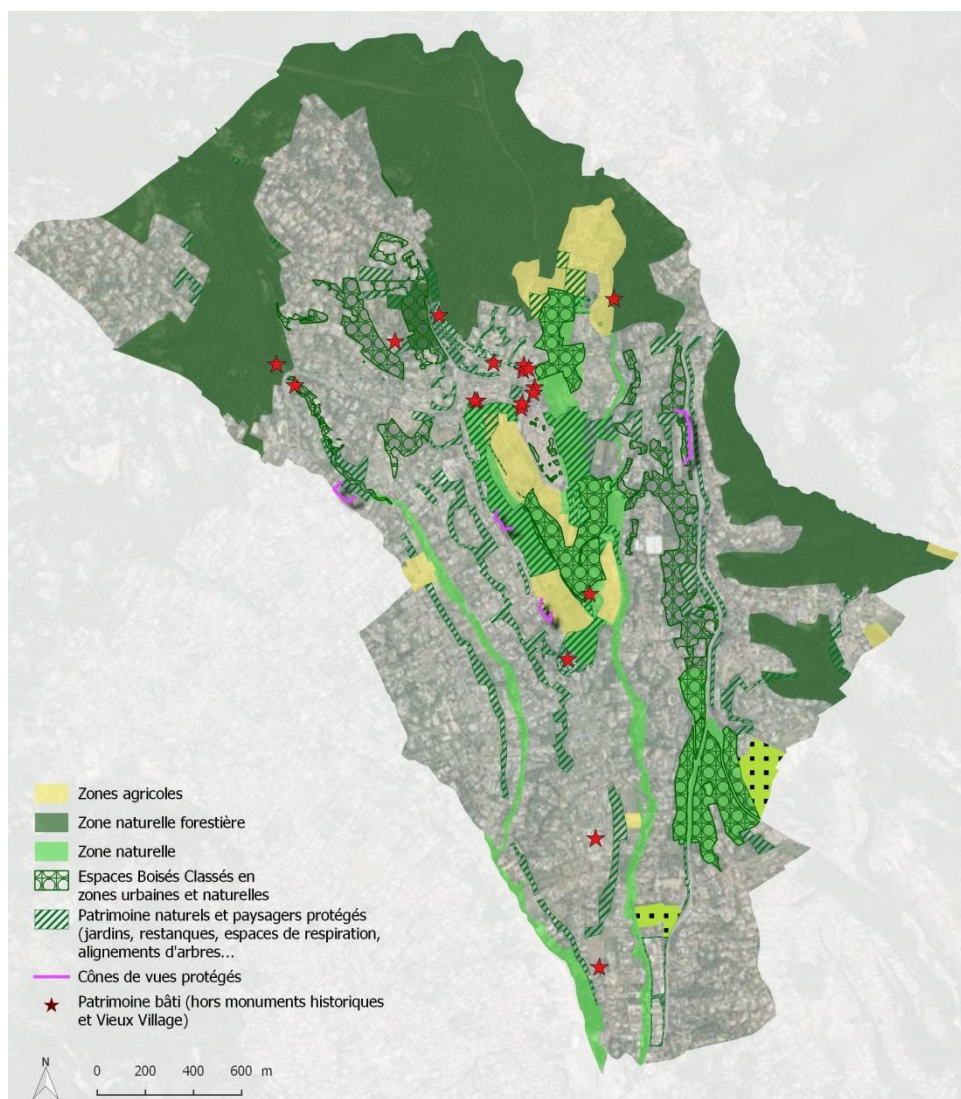 Zones agricoles
Zone naturelle forestière
Zone naturelle
Espaces Boisés Classés en
zones urbaines et naturelles
Patrimoine naturels et paysagers protégés
(jardins, restanques, espaces de respiration,
alignements d'arbres...
Cônes de vues protégés
Patrimoine bâti (hors monuments historiques
et Vieux Village)
N
0 200 400 600 m